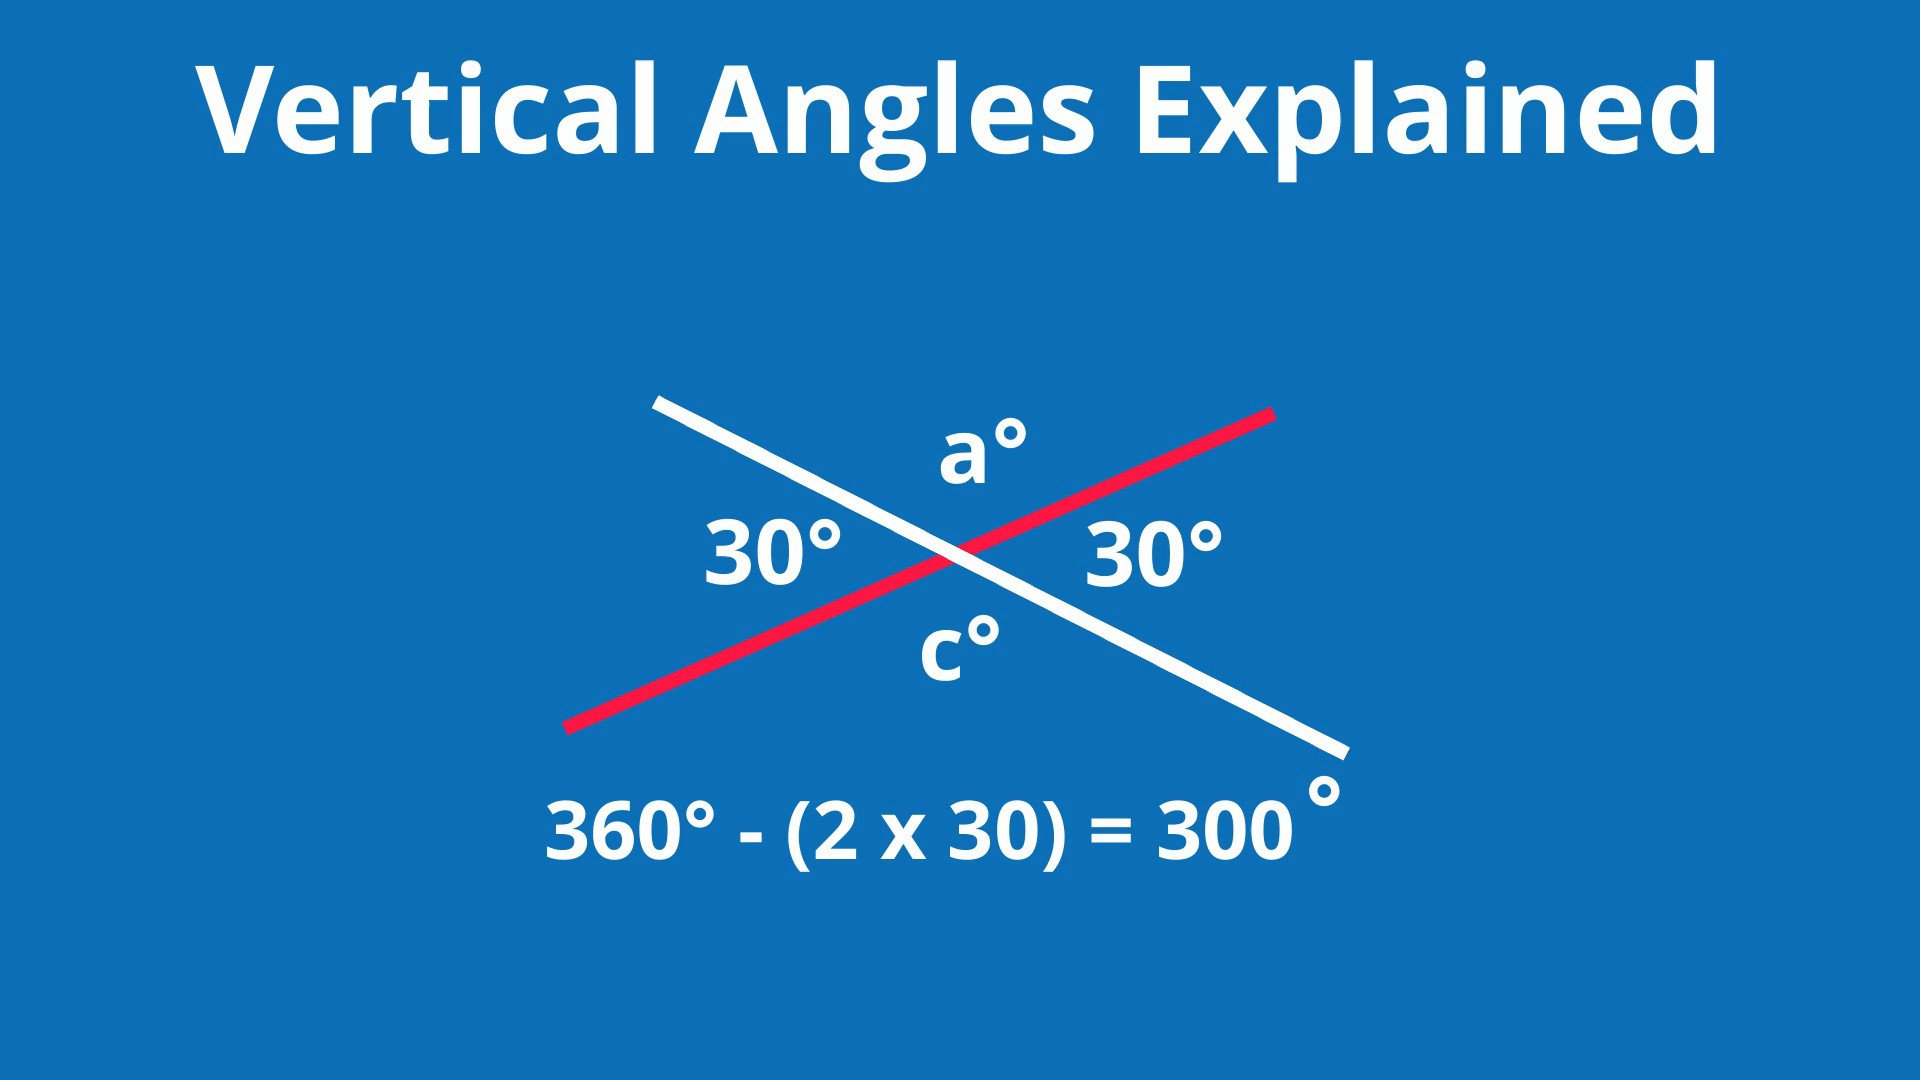 Vertical Angles Explained
a°
30° 30°
c°
360° - (2 x 30) = 300°